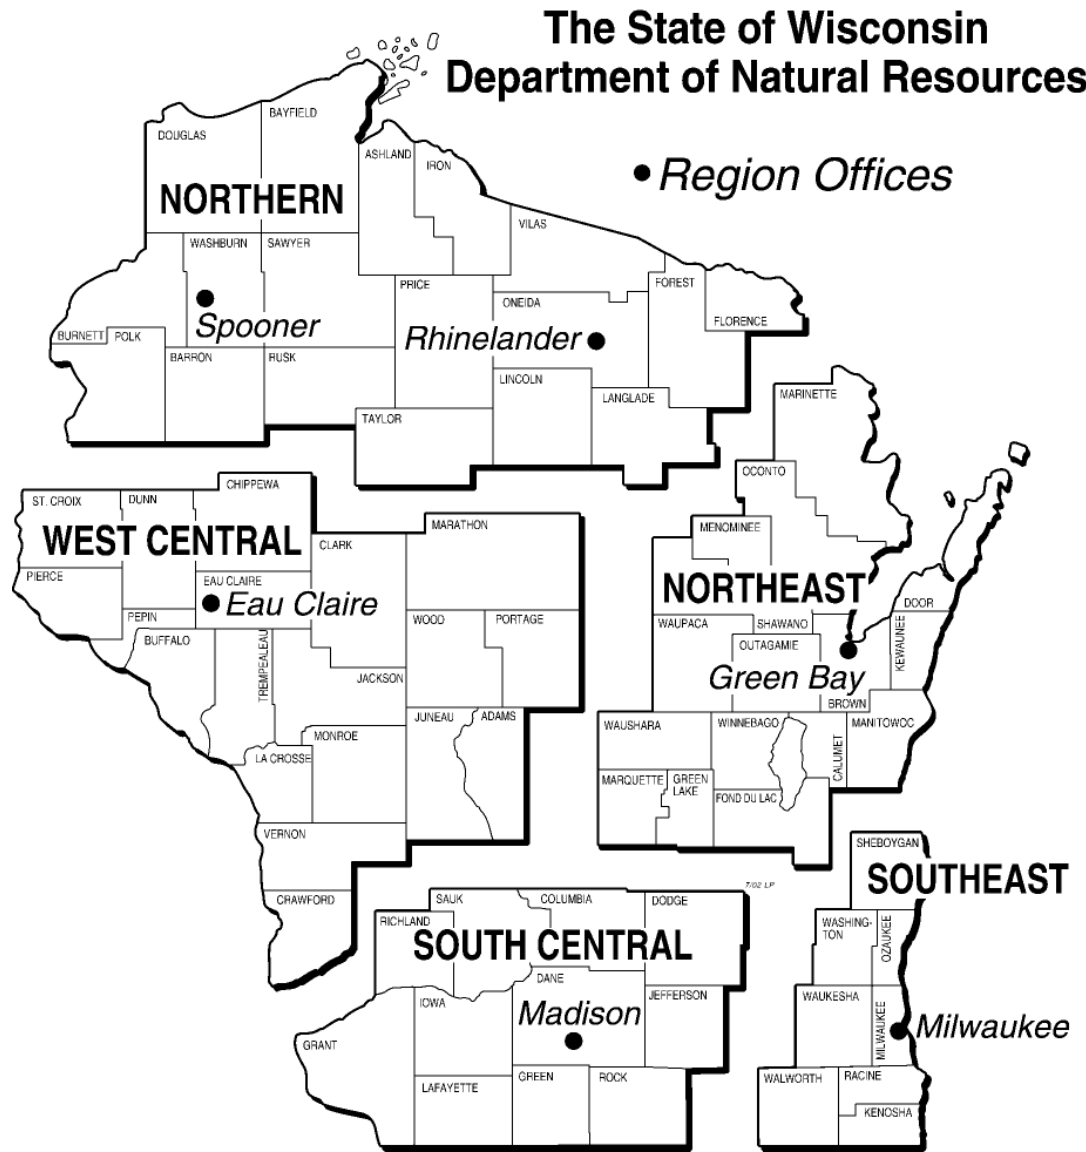 The State of Wisconsin
Department of Natural Resources
Region Offices
DOUGLAS
BAYFIELD
ASHLAND
IRON
NORTHERN
VILAS
WASHBURN
SAWYER
PRICE
ONEIDA
FOREST
FLORENCE
Spooner
Rhinelander
BURNETT
POLK
BARRON
RUSK
LINCOLN
LANGLADE
TAYLOR
CHIPPEWA
ST. CROIX
DUNN
WEST CENTRAL
CLARK
MARATHON
PIERCE
EAU CLAIRE
Eau Claire
PEPIN
BUFFALO
TREMPEALEAU
WOOD
PORTAGE
JACKSON
JUNEAU
ADAMS
MONROE
LA CROSSE
VERNON
CRAWFORD
MARINETTE
OCONTO
MENOMINEE
NORTHEAST
DOOR
WAUPACA
SHAWANO
OUTAGAMIE
KEWAUNEE
Green Bay
BROWN
WAUSHARA
WINNEBAGO
CALUMET
MANITOWOC
MARQUETTE
GREEN
LAKE
FOND DU LAC
7/02 LP
SAUK
COLUMBIA
DODGE
RICHLAND
SOUTH CENTRAL
DANE
IOWA
JEFFERSON
Madison
GRANT
LAFAYETTE
GREEN
ROCK
SHEBOYGAN
SOUTHEAST
WASHING-
TON
OZAUKEE
WAUKESHA
MILWAUKEE
Milwaukee
WALWORTH
RACINE
KENOSHA